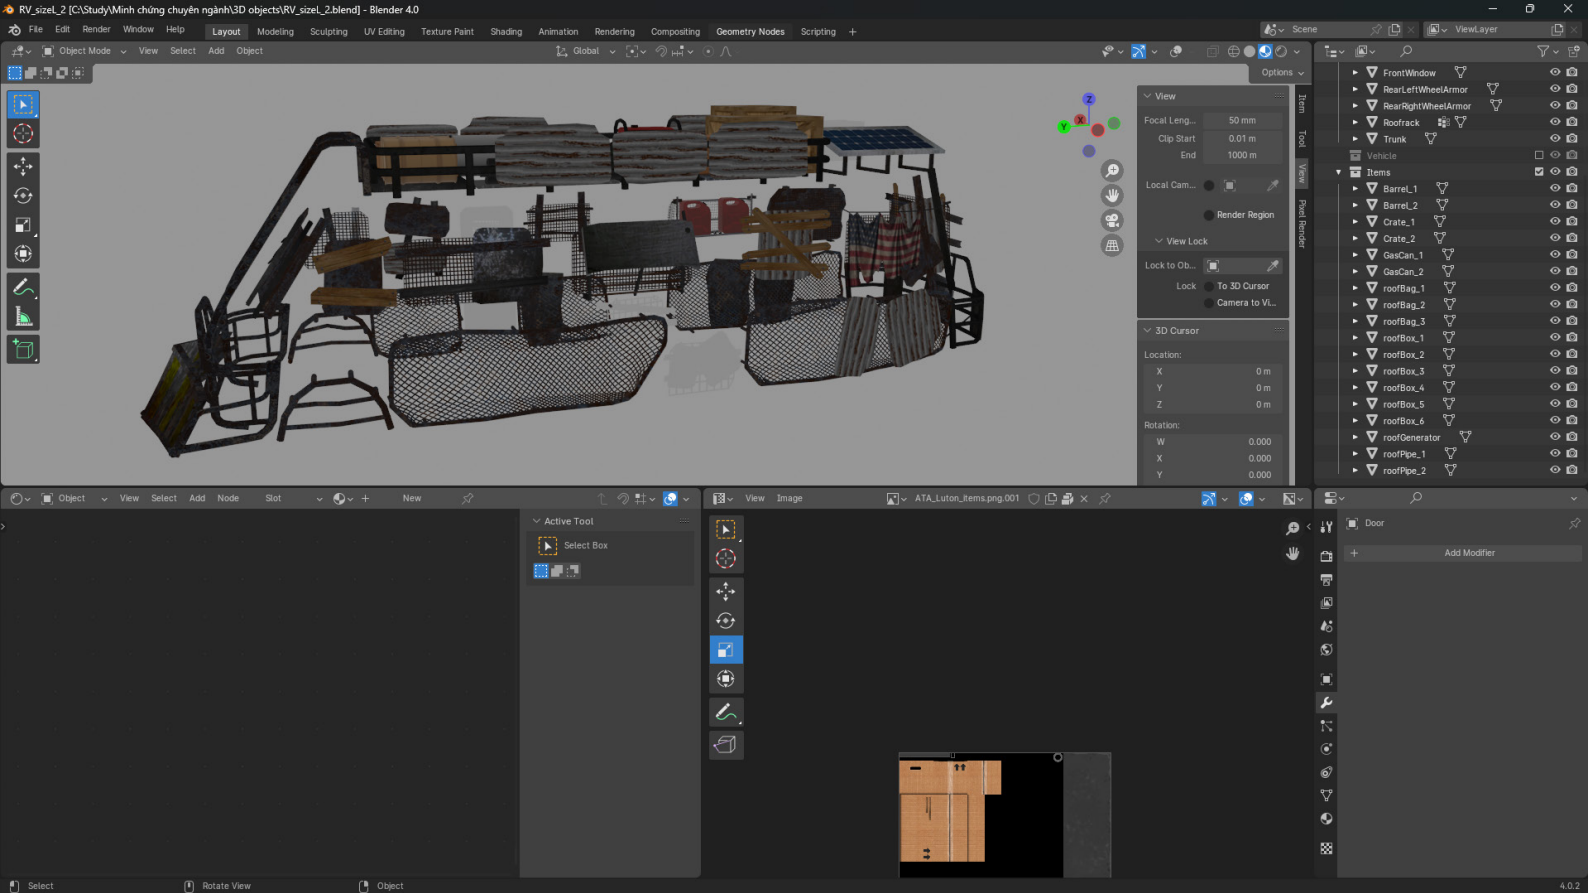 RV_sizeL_2 [C:\Study\Minh chứng chuyên ngành\3D objects\RV_sizeL_2.blend] - Blender 4.0
File Edit Render Window Help Layout Modeling Sculpting UV Editing Texture Paint Shading Animation Rendering Compositing Geometry Nodes Scripting + Scene ViewLayer
Object Mode View Select Add Object Global
Options
View
Focal Leng... 50 mm
Clip Start 0.01 m
End 1000 m
Local Cam...
Render Region
View Lock
Lock to Ob...
Lock To 3D Cursor
Camera to Vi...
3D Cursor
Location:
X 0 m
Y 0 m
Z 0 m
Rotation:
W 0.000
X 0.000
Y 0.000
Item
Tool
View
Pixel Render
Z
X
Y
FrontWindow
RearLeftWheelArmor
RearRightWheelArmor
Roofrack
Trunk
Vehicle
Items
Barrel_1
Barrel_2
Crate_1
Crate_2
GasCan_1
GasCan_2
roofBag_1
roofBag_2
roofBag_3
roofBox_1
roofBox_2
roofBox_3
roofBox_4
roofBox_5
roofBox_6
roofGenerator
roofPipe_1
roofPipe_2
Object View Select Add Node Slot New
Active Tool
Select Box
View Image ATA_Luton_items.png.001
Door
Add Modifier
Select Rotate View Object 4.0.2